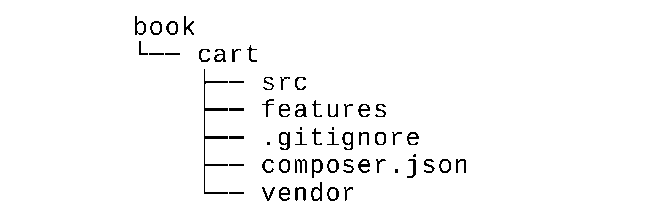 book
└── cart
├── src
├── features
├── .gitignore
├── composer.json
└── vendor